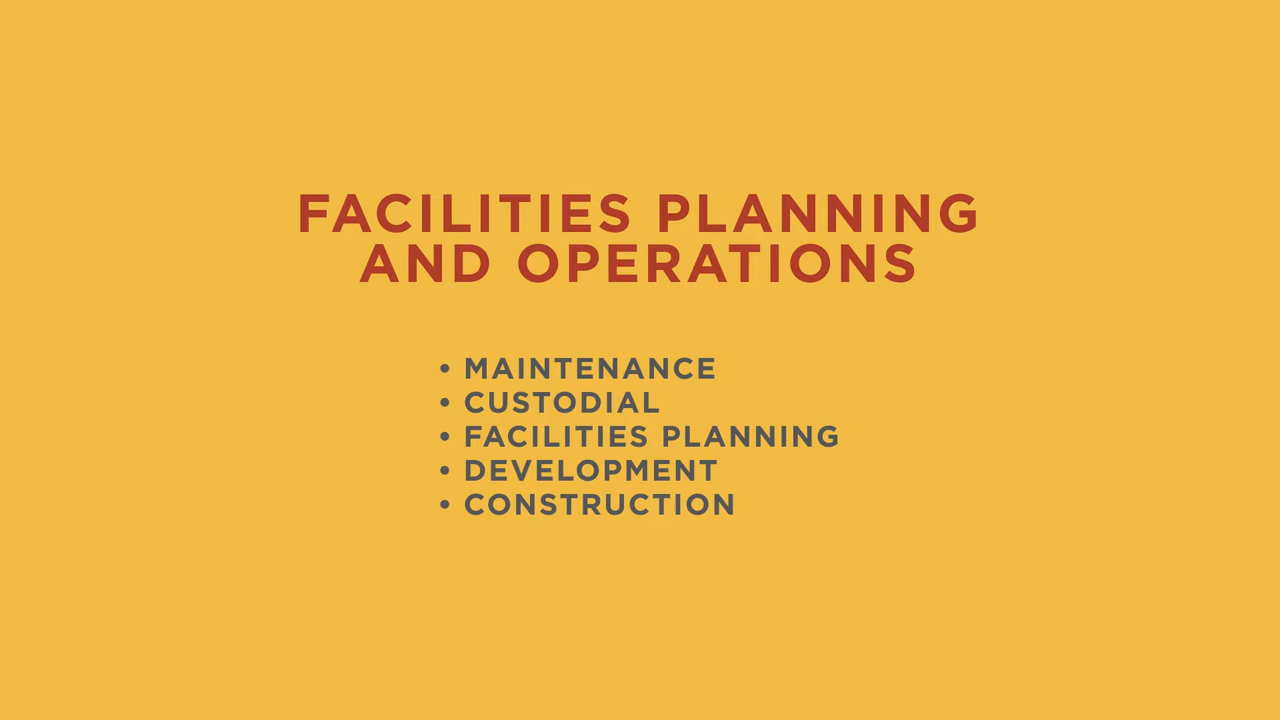 FACILITIES PLANNING
AND OPERATIONS
• MAINTENANCE
• CUSTODIAL
• FACILITIES PLANNING
• DEVELOPMENT
• CONSTRUCTION